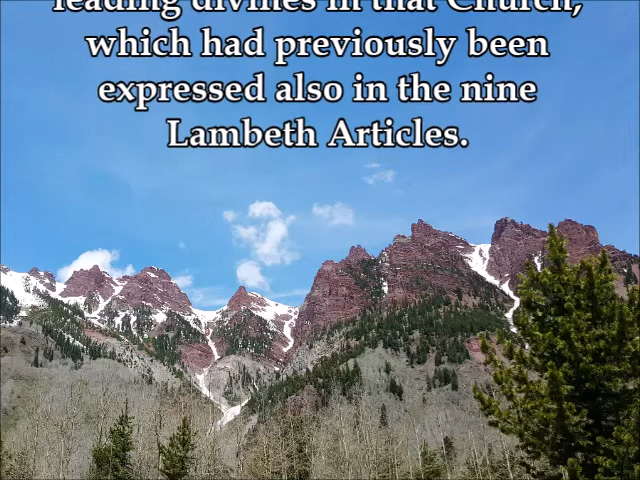 leading divines in that Church,
which had previously been
expressed also in the nine
Lambeth Articles.